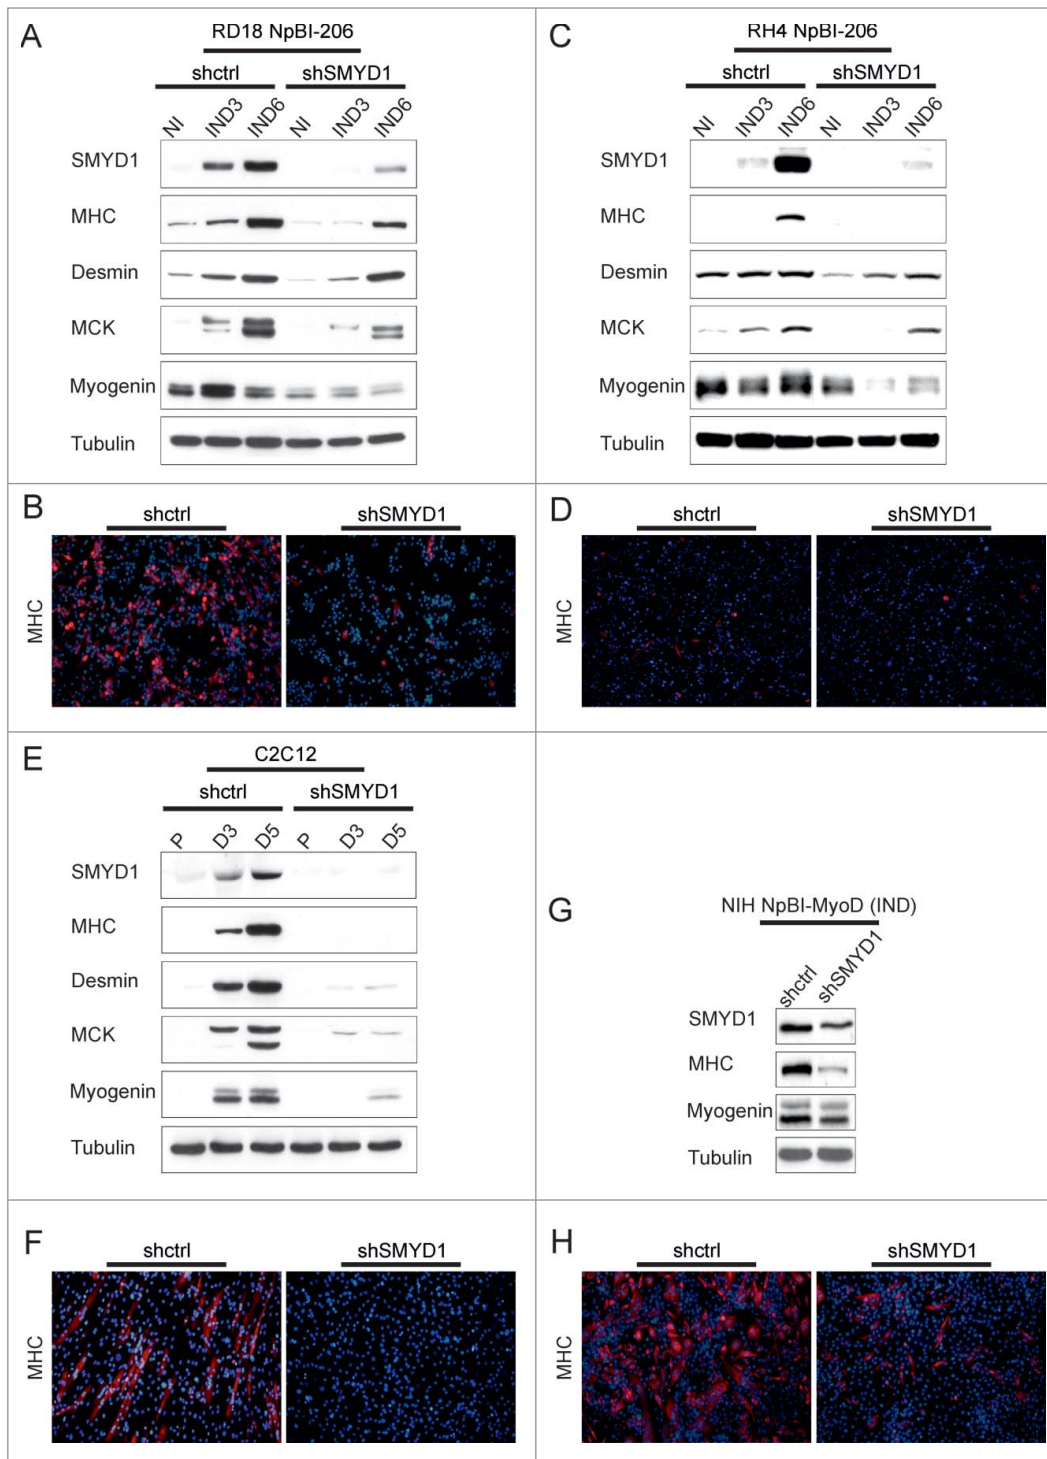 A
RD18 NpBI-206
shctrl shSMYD1
NI IND3 IND6 NI IND3 IND6
SMYD1
MHC
Desmin
MCK
Myogenin
Tubulin
C
RH4 NpBI-206
shctrl shSMYD1
NI IND3 IND6 NI IND3 IND6
SMYD1
MHC
Desmin
MCK
Myogenin
Tubulin
B
shctrl shSMYD1
MHC
D
shctrl shSMYD1
MHC
E
C2C12
shctrl shSMYD1
P D3 D5 P D3 D5
SMYD1
MHC
Desmin
MCK
Myogenin
Tubulin
G
NIH NpBI-MyoD (IND)
shctrl shSMYD1
SMYD1
MHC
Myogenin
Tubulin
F
shctrl shSMYD1
MHC
H
shctrl shSMYD1
MHC